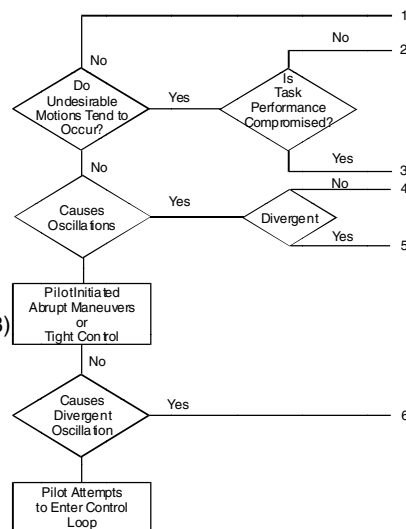 1
No
2
No
Do
Undesirable
Motions Tend to
Occur?
Yes
Is
Task
Performance
Compromised?
Yes
3
No
No
4
Causes
Oscillations
Yes
Divergent
Yes
5
PilotInitiated
Abrupt Maneuvers
or
Tight Control
3)
No
Causes
Divergent
Oscillation
Yes
6
Pilot Attempts
to Enter Control
Loop